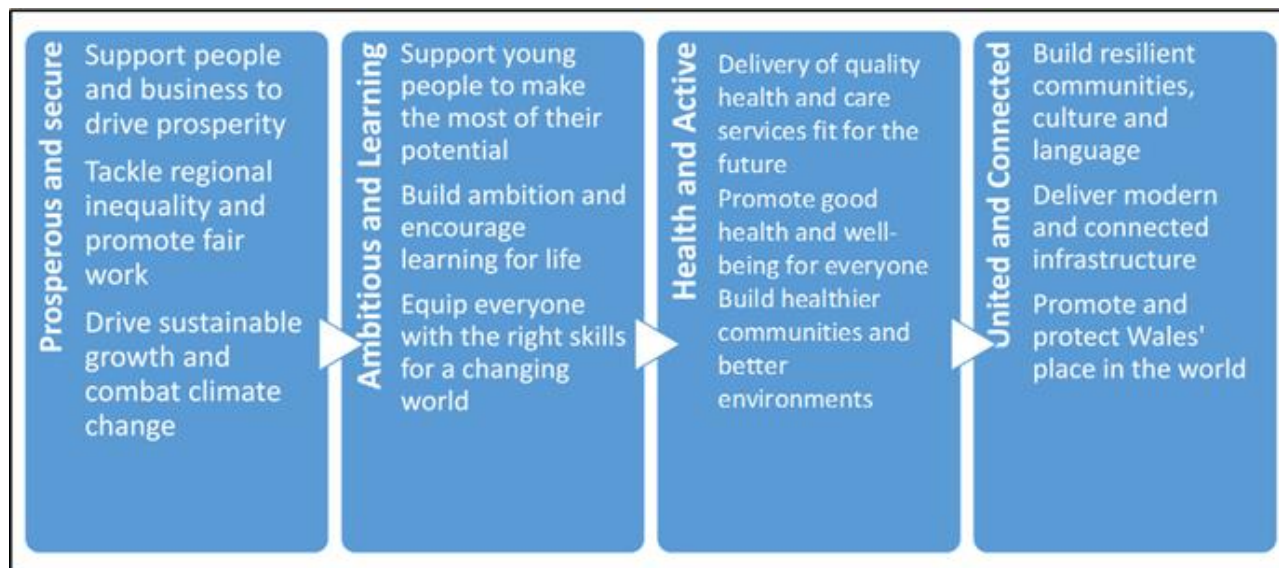 Prosperous and secure
Support people
and business to
drive prosperity
Tackle regional
inequality and
promote fair
work
Drive sustainable
growth and
combat climate
change
Ambitious and Learning
Support young
people to make
the most of their
potential
Build ambition and
encourage
learning for life
Equip everyone
with the right skills
for a changing
world
Health and Active
Delivery of quality
health and care
services fit for the
future
Promote good
health and well-
being for everyone
Build healthier
communities and
better
environments
United and Connected
Build resilient
communities,
culture and
language
Deliver modern
and connected
infrastructure
Promote and
protect Wales'
place in the world